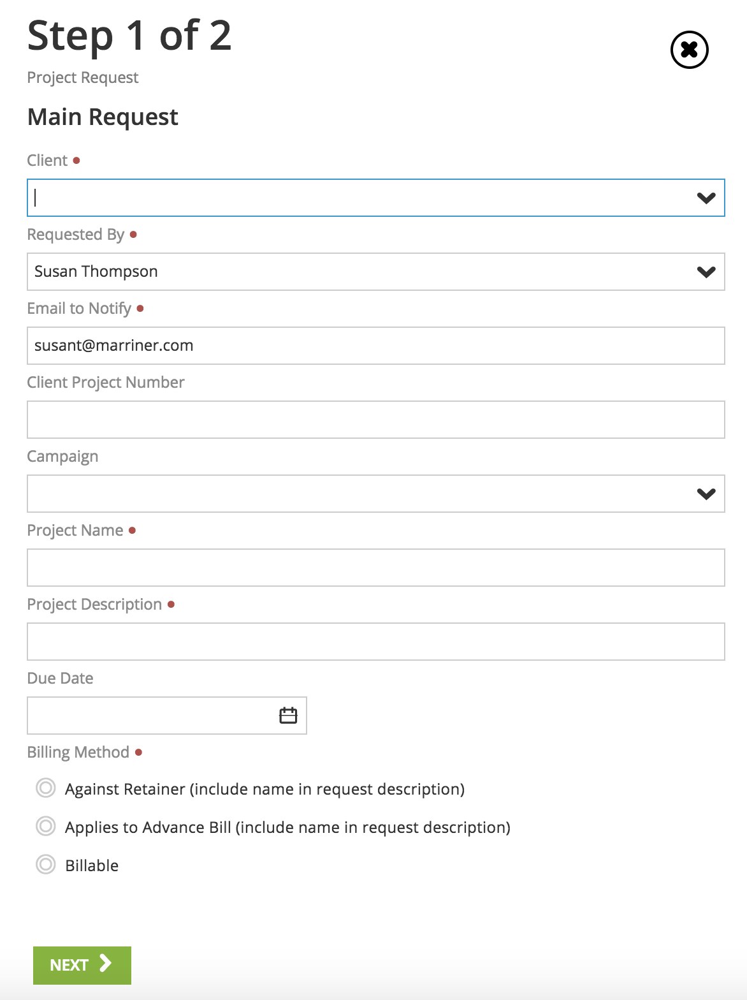 Step 1 of 2
Project Request
Main Request
Client
Requested By
Susan Thompson
Email to Notify
susant@marriner.com
Client Project Number
Campaign
Project Name
Project Description
Due Date
Billing Method
Against Retainer (include name in request description)
Applies to Advance Bill (include name in request description)
Billable
NEXT